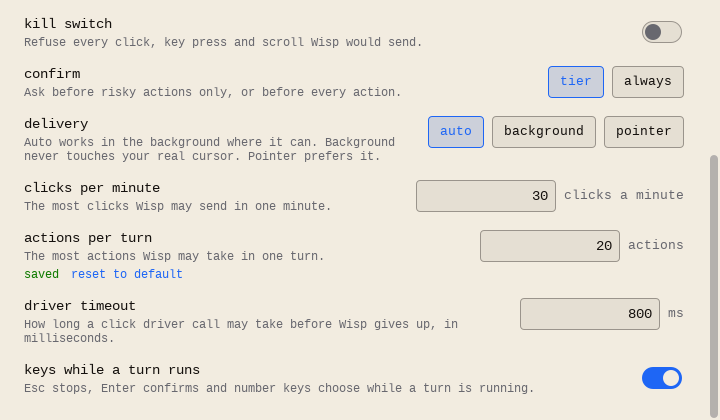 kill switch
Refuse every click, key press and scroll Wisp would send.
confirm
Ask before risky actions only, or before every action.
tier always
delivery
Auto works in the background where it can. Background
never touches your real cursor. Pointer prefers it.
auto background pointer
clicks per minute
The most clicks Wisp may send in one minute.
30 clicks a minute
actions per turn
The most actions Wisp may take in one turn.
saved reset to default
20 actions
driver timeout
How long a click driver call may take before Wisp gives up, in
milliseconds.
800 ms
keys while a turn runs
Esc stops, Enter confirms and number keys choose while a turn is running.